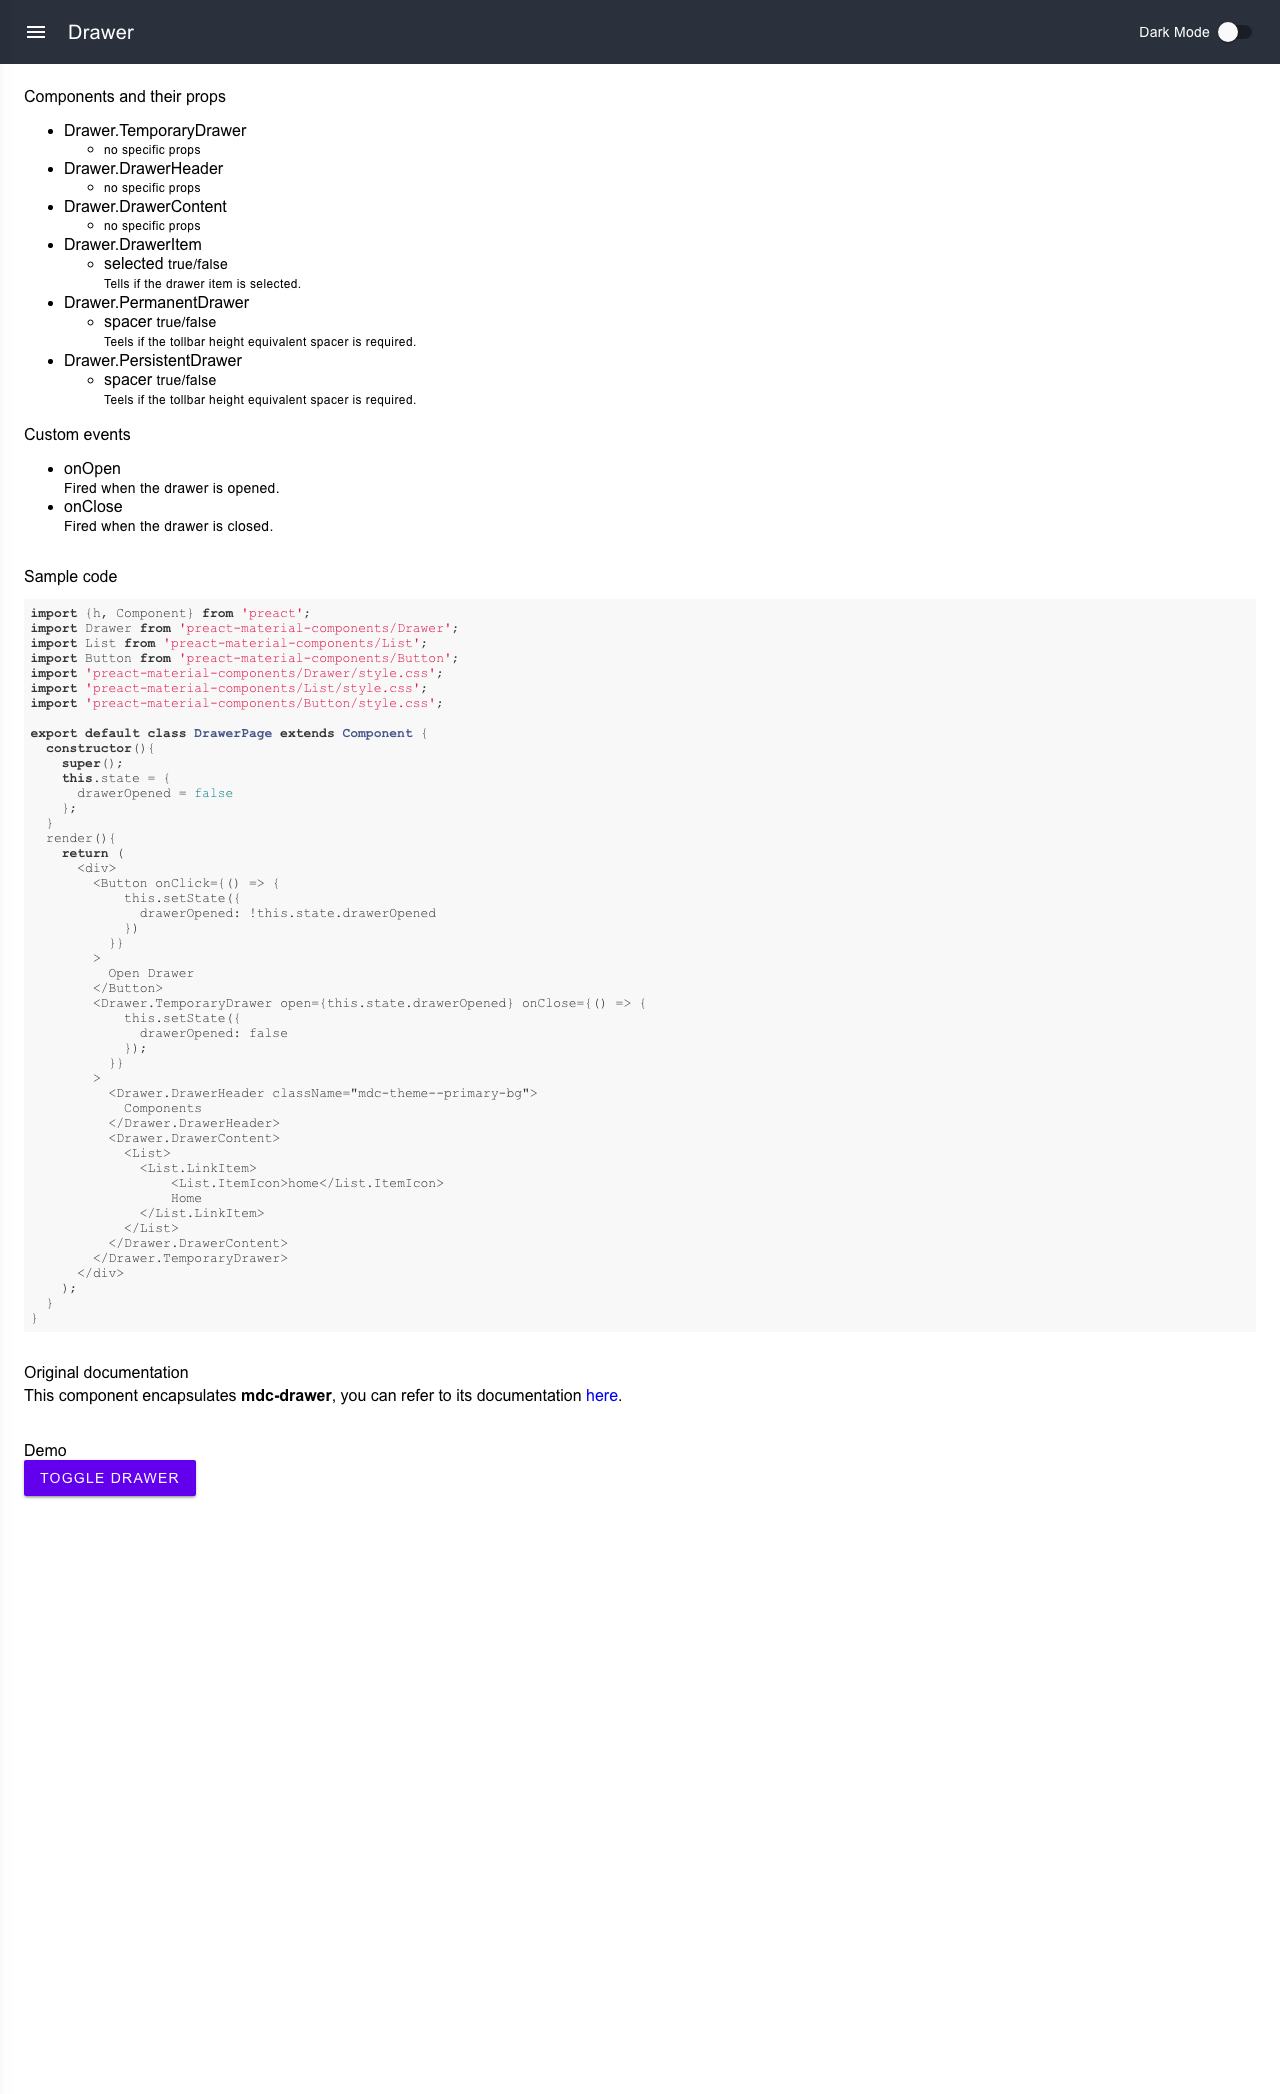 Drawer
Dark Mode
Components and their props
Drawer.TemporaryDrawer
no specific props
Drawer.DrawerHeader
no specific props
Drawer.DrawerContent
no specific props
Drawer.DrawerItem
selected true/false
Tells if the drawer item is selected.
Drawer.PermanentDrawer
spacer true/false
Teels if the tollbar height equivalent spacer is required.
Drawer.PersistentDrawer
spacer true/false
Teels if the tollbar height equivalent spacer is required.
Custom events
onOpen
Fired when the drawer is opened.
onClose
Fired when the drawer is closed.
Sample code
import {h, Component} from 'preact';
import Drawer from 'preact-material-components/Drawer';
import List from 'preact-material-components/List';
import Button from 'preact-material-components/Button';
import 'preact-material-components/Drawer/style.css';
import 'preact-material-components/List/style.css';
import 'preact-material-components/Button/style.css';
export default class DrawerPage extends Component {
  constructor(){
    super();
    this.state = {
      drawerOpened = false
    };
  }
  render(){
    return (
      <div>
        <Button onClick={() => {
            this.setState({
              drawerOpened: !this.state.drawerOpened
            })
          }}
        >
          Open Drawer
        </Button>
        <Drawer.TemporaryDrawer open={this.state.drawerOpened} onClose={() => {
            this.setState({
              drawerOpened: false
            });
          }}
        >
          <Drawer.DrawerHeader className="mdc-theme--primary-bg">
            Components
          </Drawer.DrawerHeader>
          <Drawer.DrawerContent>
            <List>
              <List.LinkItem>
                  <List.ItemIcon>home</List.ItemIcon>
                  Home
              </List.LinkItem>
            </List>
          </Drawer.DrawerContent>
        </Drawer.TemporaryDrawer>
      </div>
    );
  }
}
Original documentation
This component encapsulates mdc-drawer, you can refer to its documentation here.
Demo
TOGGLE DRAWER